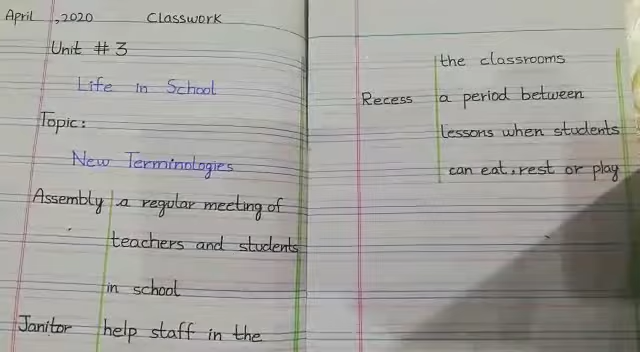 April ,2020 Classwork
Unit # 3
Life in School
Topic:
New Terminologies
Assembly a regular meeting of
teachers and students
in school
Janitor help staff in the
the classrooms
Recess a period between
lessons when students
can eat, rest or play